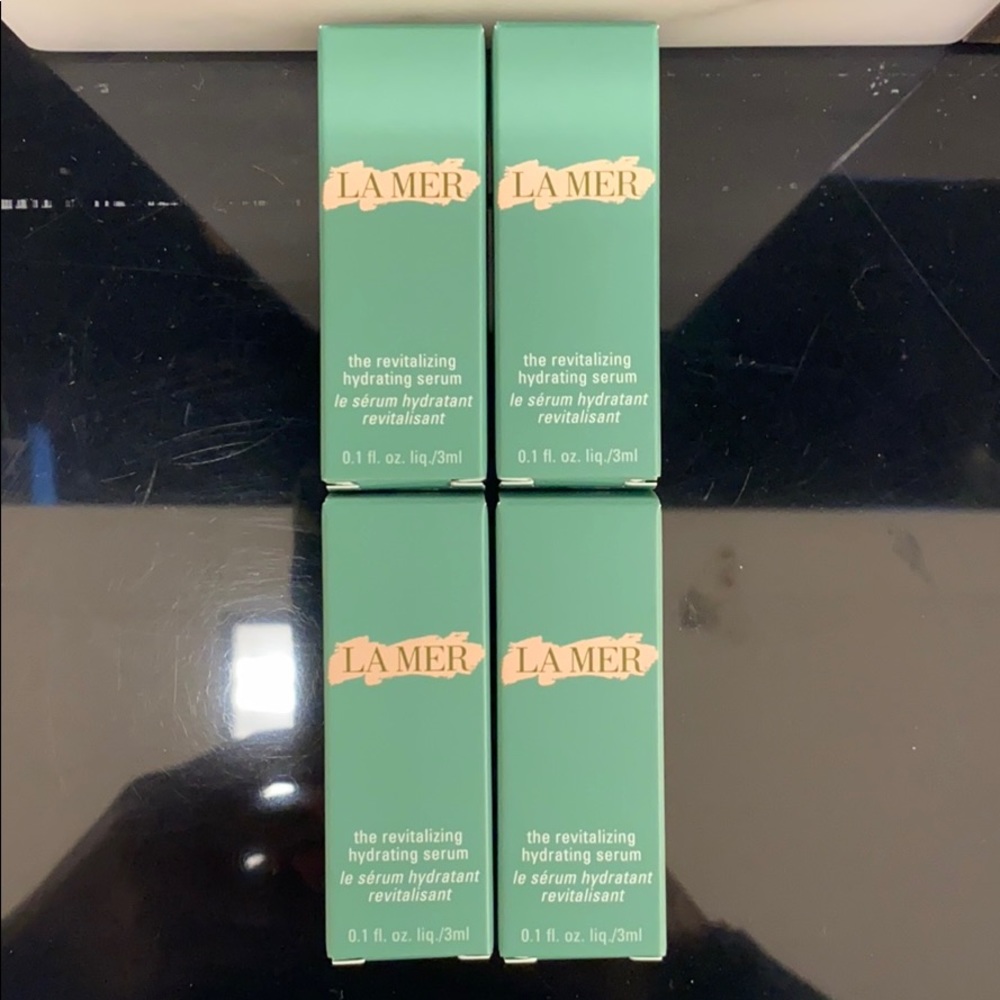 LA MER
the revitalizing
hydrating serum
le sérum hydratant
revitalisant
0.1 fl. oz. liq./3ml
LA MER
the revitalizing
hydrating serum
le sérum hydratant
revitalisant
0.1 fl. oz. liq./3ml
LA MER
the revitalizing
hydrating serum
le sérum hydratant
revitalisant
0.1 fl. oz. liq./3ml
LA MER
the revitalizing
hydrating serum
le sérum hydratant
revitalisant
0.1 fl. oz. liq./3ml